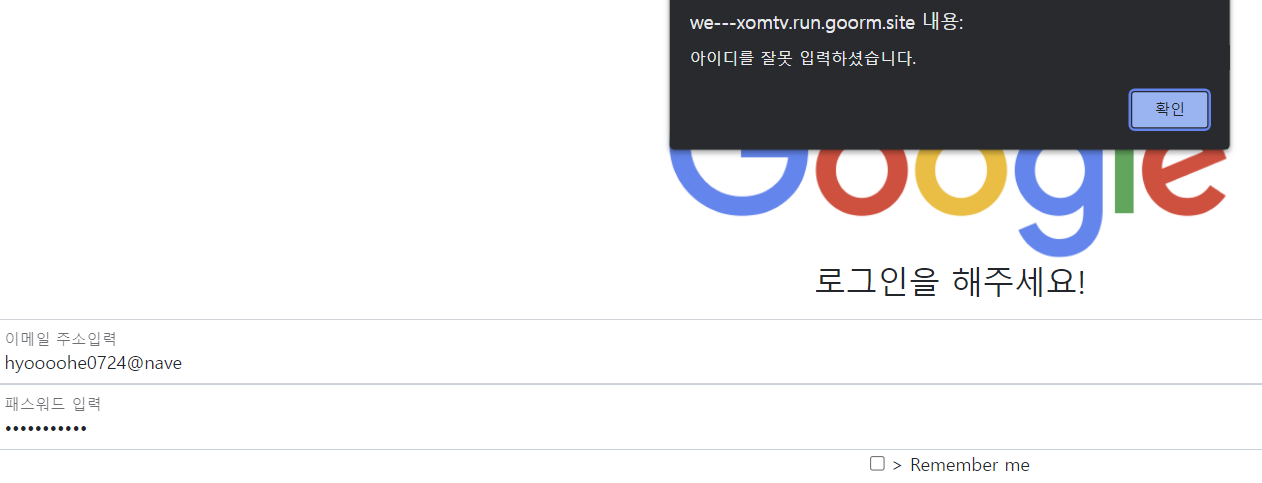 we---xomtv.run.goorm.site 내용:
아이디를 잘못 입력하셨습니다.
확인
Google
로그인을 해주세요!
이메일 주소입력
hyoooohe0724@nave
패스워드 입력
•••••••••••
> Remember me